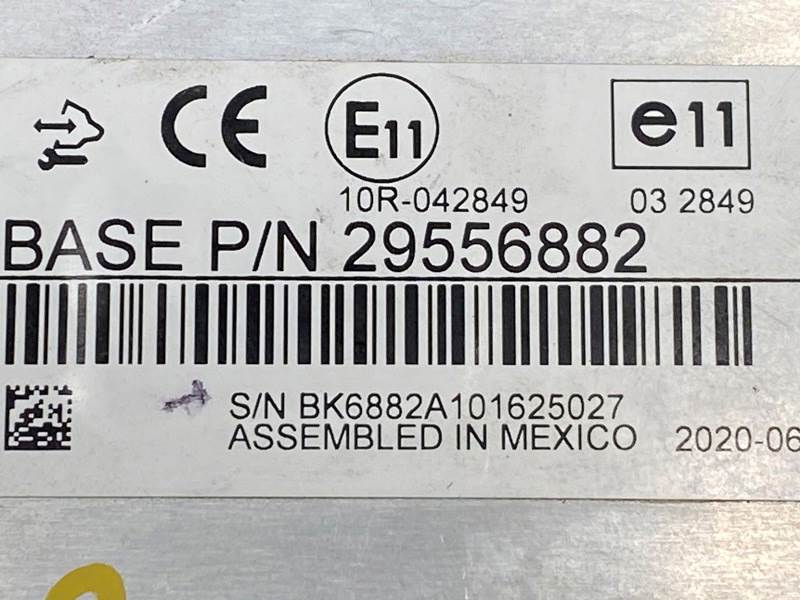 CE E11 e11
10R-042849 03 2849
BASE P/N 29556882
S/N BK6882A101625027
ASSEMBLED IN MEXICO 2020-06